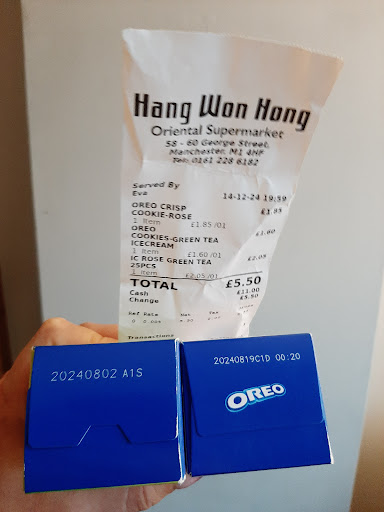 Hang Won Hong
Oriental Supermarket
58 - 60 George Street,
Manchester, M1 4HF
Tel: 0161 228 6182
Served By
Eva 14-12-24 19:59
OREO CRISP £1.85
COOKIE-ROSE
1 Item £1.85 /01
OREO £1.60
COOKIES-GREEN TEA
ICECREAM
1 Item £1.60 /01
IC ROSE GREEN TEA £2.05
25PCS
1 Item £2.05 /01
TOTAL £5.50
Cash £11.00
Change £5.50
Ref Rate
Transactions
20240802 A1S
20240819C1D 00:20
OREO